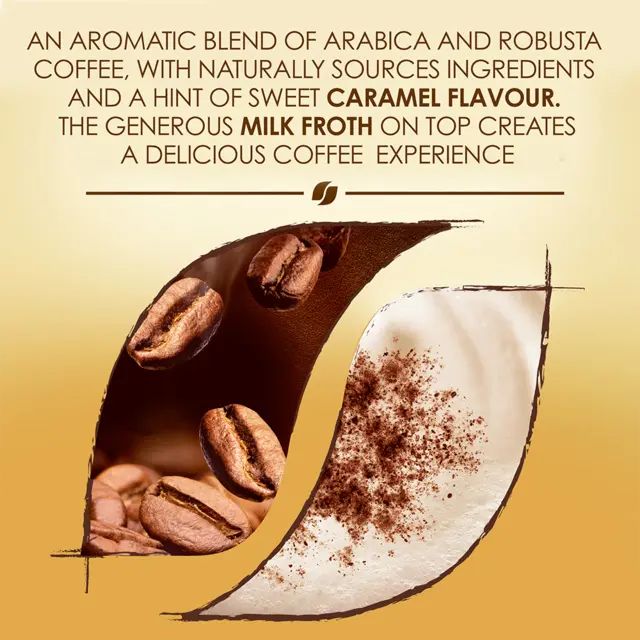 AN AROMATIC BLEND OF ARABICA AND ROBUSTA
COFFEE, WITH NATURALLY SOURCES INGREDIENTS
AND A HINT OF SWEET CARAMEL FLAVOUR.
THE GENEROUS MILK FROTH ON TOP CREATES
A DELICIOUS COFFEE EXPERIENCE